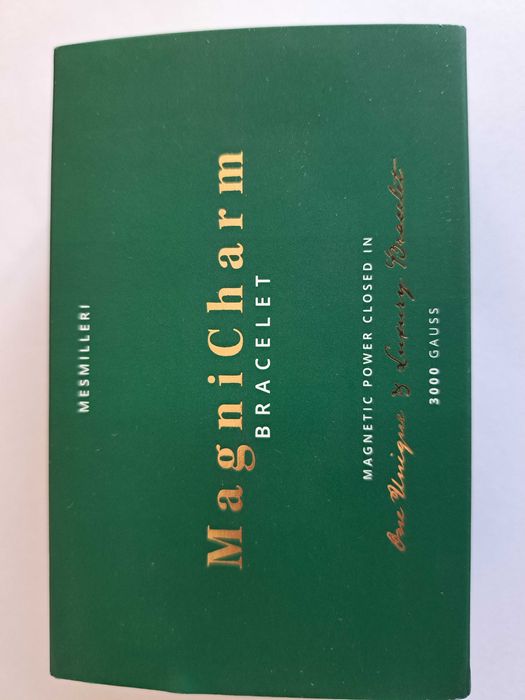 MESMILLERI
MagniCharm
BRACELET
MAGNETIC POWER CLOSED IN
One Unique & Luxury Bracelet
3000 GAUSS